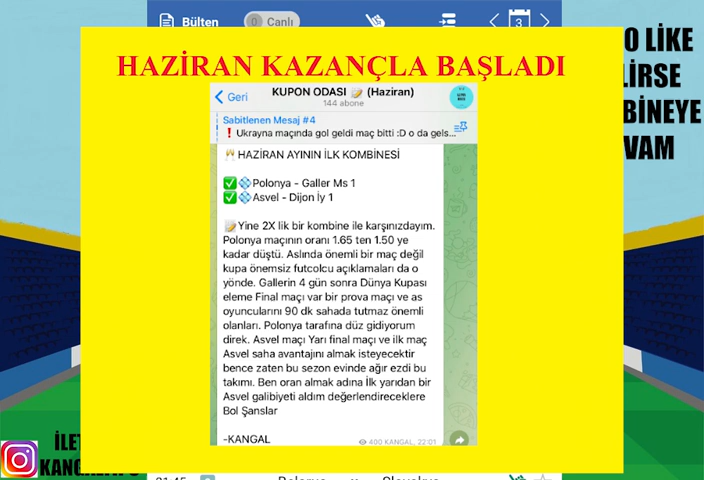 Bülten
0 Canlı
3
O LİKE
LİRSE
BİNEYE
VAM
HAZİRAN KAZANÇLA BAŞLADI
Geri
KUPON ODASI 📝 (Haziran)
144 abone
Sabitlenen Mesaj #4
❗ Ukrayna maçında gol geldi maç bitti :D o da gels...
🥂 HAZİRAN AYININ İLK KOMBİNESİ
✅💠Polonya - Galler Ms 1
✅💠Asvel - Dijon İy 1
📝Yine 2X lik bir kombine ile karşınızdayım.
Polonya maçının oranı 1.65 ten 1.50 ye
kadar düştü. Aslında önemli bir maç değil
kupa önemsiz futcolcu açıklamaları da o
yönde. Gallerin 4 gün sonra Dünya Kupası
eleme Final maçı var bir prova maçı ve as
oyuncularını 90 dk sahada tutmaz önemli
olanları. Polonya tarafına düz gidiyorum
direk. Asvel maçı Yarı final maçı ve ilk maç
Asvel saha avantajını almak isteyecektir
bence zaten bu sezon evinde ağır ezdi bu
takımı. Ben oran almak adına İlk yarıdan bir
Asvel galibiyeti aldım değerlendireceklere
Bol Şanslar
-KANGAL
400 KANGAL, 22:01
İLE